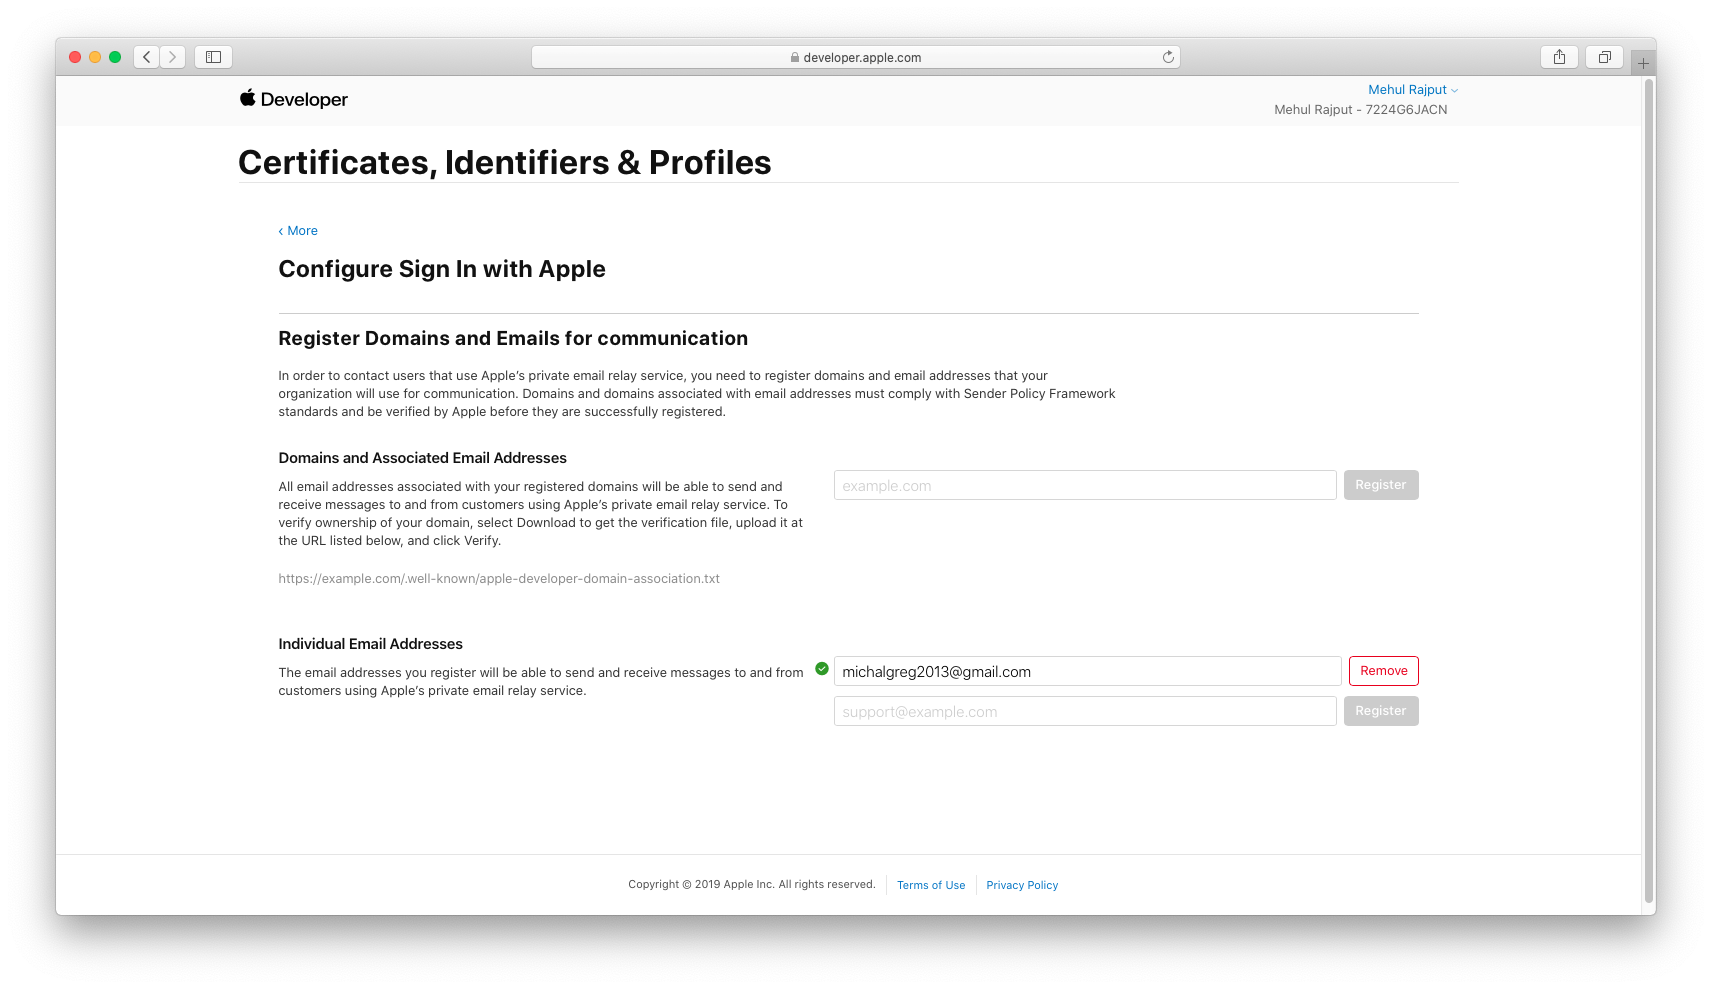 developer.apple.com
Developer
Mehul Rajput
Mehul Rajput - 7224G6JACN
Certificates, Identifiers & Profiles
‹ More
Configure Sign In with Apple
Register Domains and Emails for communication
In order to contact users that use Apple’s private email relay service, you need to register domains and email addresses that your
organization will use for communication. Domains and domains associated with email addresses must comply with Sender Policy Framework
standards and be verified by Apple before they are successfully registered.
Domains and Associated Email Addresses
All email addresses associated with your registered domains will be able to send and
receive messages to and from customers using Apple’s private email relay service. To
verify ownership of your domain, select Download to get the verification file, upload it at
the URL listed below, and click Verify.
example.com
Register
https://example.com/.well-known/apple-developer-domain-association.txt
Individual Email Addresses
The email addresses you register will be able to send and receive messages to and from
customers using Apple’s private email relay service.
michalgreg2013@gmail.com
Remove
support@example.com
Register
Copyright © 2019 Apple Inc. All rights reserved.
Terms of Use
Privacy Policy